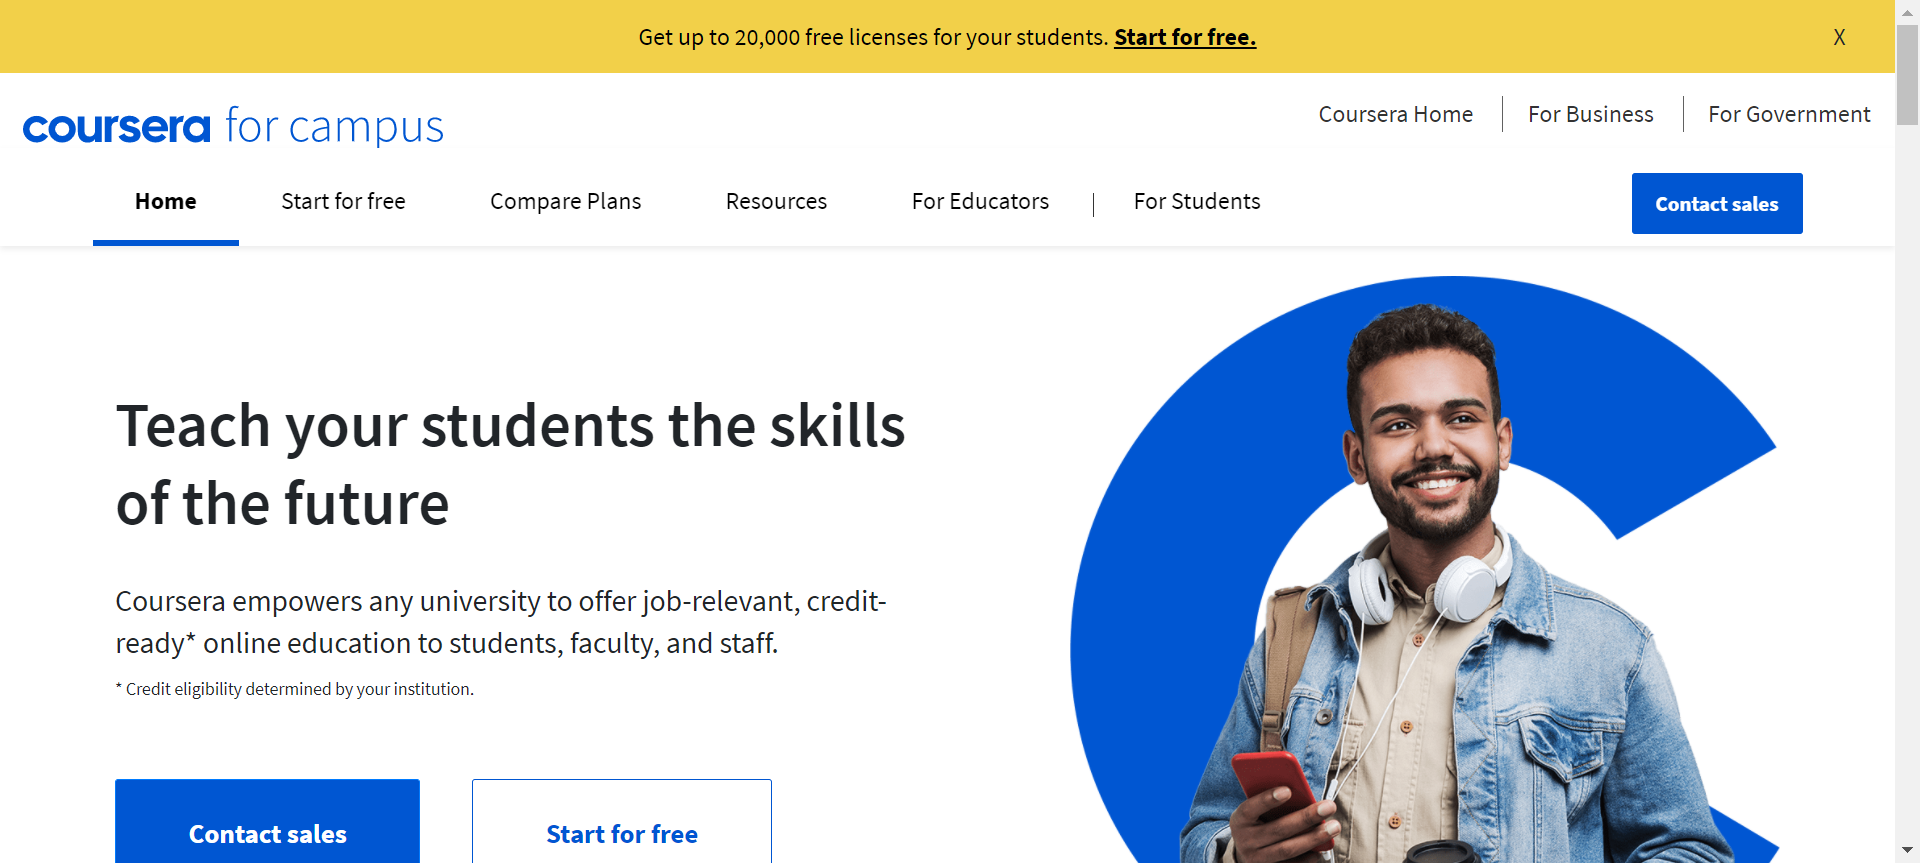 Get up to 20,000 free licenses for your students. Start for free.
X
coursera for campus
Coursera Home
For Business
For Government
Home
Start for free
Compare Plans
Resources
For Educators
For Students
Contact sales
Teach your students the skills
of the future
Coursera empowers any university to offer job-relevant, credit-
ready* online education to students, faculty, and staff.
* Credit eligibility determined by your institution.
Contact sales
Start for free